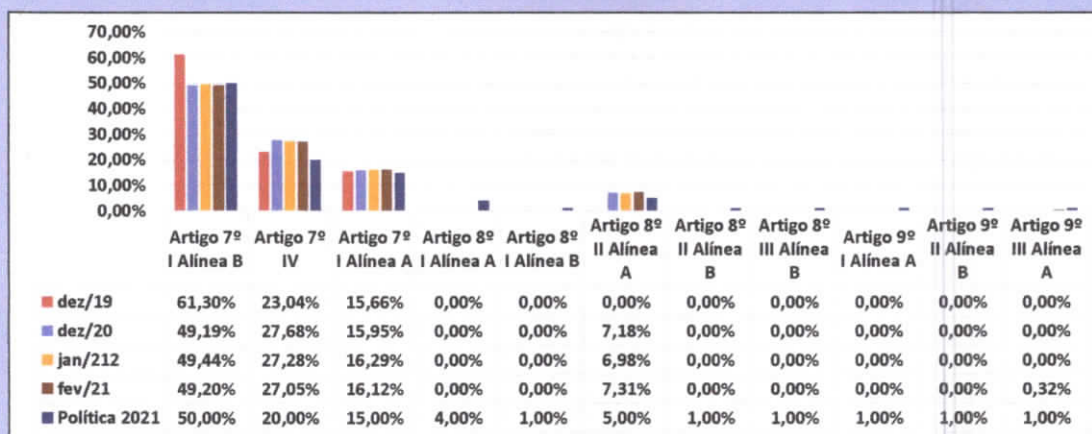 70,00%
60,00%
50,00%
40,00%
30,00%
20,00%
10,00%
0,00%
Artigo 7º I Alínea B Artigo 7º IV Artigo 7º I Alínea A Artigo 8º I Alínea A Artigo 8º I Alínea B Artigo 8º II Alínea A Artigo 8º II Alínea B Artigo 8º III Alínea B Artigo 9º I Alínea A Artigo 9º II Alínea B Artigo 9º III Alínea A
dez/19 61,30% 23,04% 15,66% 0,00% 0,00% 0,00% 0,00% 0,00% 0,00% 0,00% 0,00%
dez/20 49,19% 27,68% 15,95% 0,00% 0,00% 7,18% 0,00% 0,00% 0,00% 0,00% 0,00%
jan/212 49,44% 27,28% 16,29% 0,00% 0,00% 6,98% 0,00% 0,00% 0,00% 0,00% 0,00%
fev/21 49,20% 27,05% 16,12% 0,00% 0,00% 7,31% 0,00% 0,00% 0,00% 0,00% 0,32%
Política 2021 50,00% 20,00% 15,00% 4,00% 1,00% 5,00% 1,00% 1,00% 1,00% 1,00% 1,00%